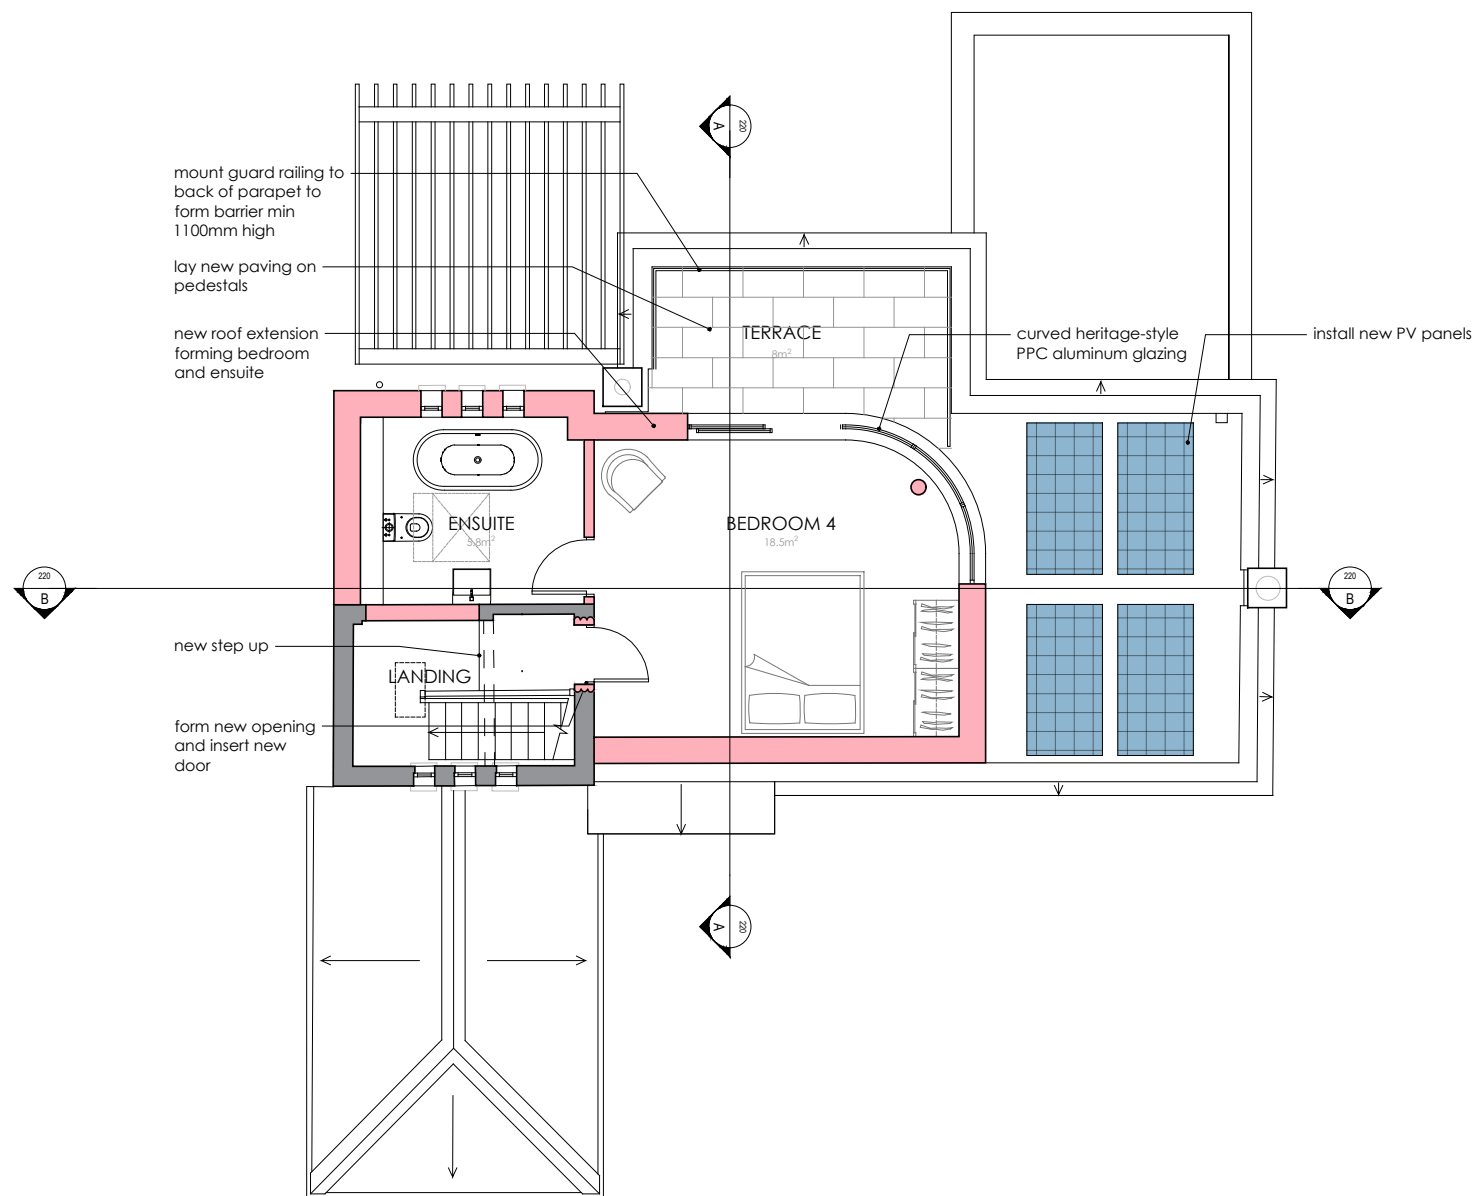 220
A
mount guard railing to
back of parapet to
form barrier min
1100mm high
lay new paving on
pedestals
new roof extension
forming bedroom
and ensuite
TERRACE
8m²
curved heritage-style
PPC aluminum glazing
install new PV panels
ENSUITE
5.8m²
BEDROOM 4
18.5m²
220
B
220
B
new step up
LANDING
form new opening
and insert new
door
220
A